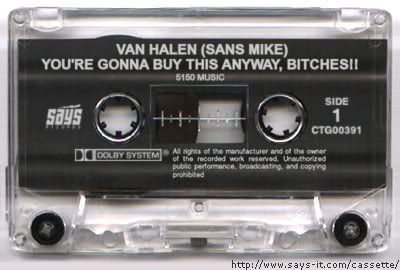 VAN HALEN (SANS MIKE)
YOU'RE GONNA BUY THIS ANYWAY, BITCHES!!
5150 MUSIC
says
RECORDS
SIDE
1
CTG00391
DOLBY SYSTEM®
All rights of the manufacturer and of the owner
of the recorded work reserved. Unauthorized
public performance, broadcasting, and copying
prohibited
http://www.says-it.com/cassette/